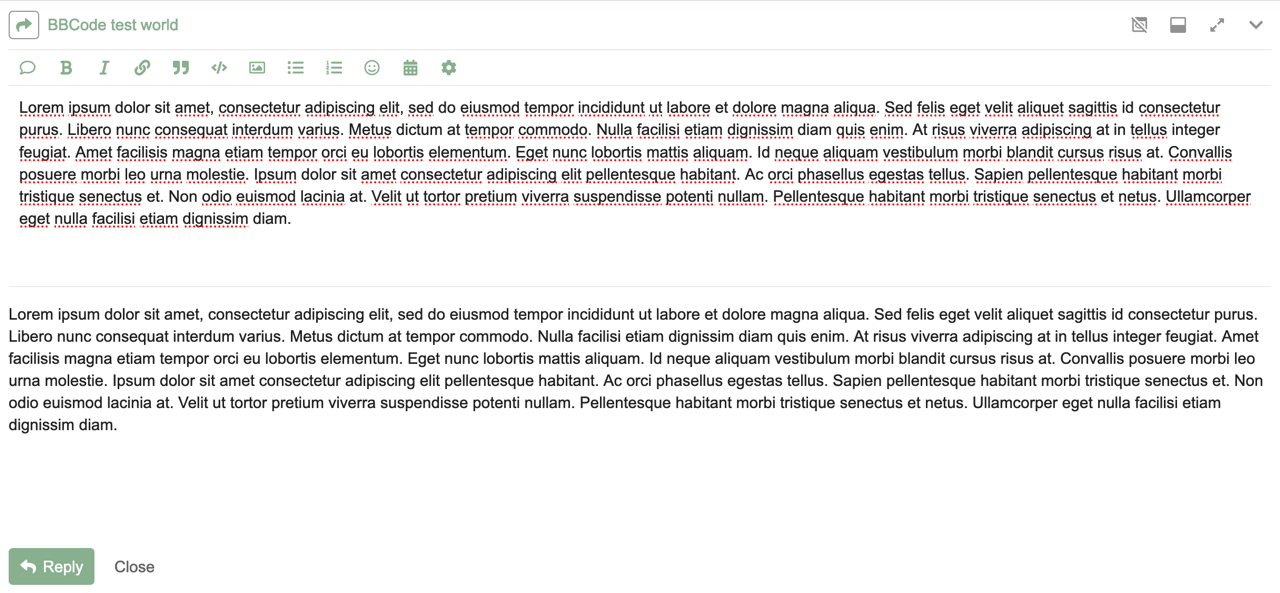 BBCode test world
Lorem ipsum dolor sit amet, consectetur adipiscing elit, sed do eiusmod tempor incididunt ut labore et dolore magna aliqua. Sed felis eget velit aliquet sagittis id consectetur
purus. Libero nunc consequat interdum varius. Metus dictum at tempor commodo. Nulla facilisi etiam dignissim diam quis enim. At risus viverra adipiscing at in tellus integer
feugiat. Amet facilisis magna etiam tempor orci eu lobortis elementum. Eget nunc lobortis mattis aliquam. Id neque aliquam vestibulum morbi blandit cursus risus at. Convallis
posuere morbi leo urna molestie. Ipsum dolor sit amet consectetur adipiscing elit pellentesque habitant. Ac orci phasellus egestas tellus. Sapien pellentesque habitant morbi
tristique senectus et. Non odio euismod lacinia at. Velit ut tortor pretium viverra suspendisse potenti nullam. Pellentesque habitant morbi tristique senectus et netus. Ullamcorper
eget nulla facilisi etiam dignissim diam.
Lorem ipsum dolor sit amet, consectetur adipiscing elit, sed do eiusmod tempor incididunt ut labore et dolore magna aliqua. Sed felis eget velit aliquet sagittis id consectetur purus.
Libero nunc consequat interdum varius. Metus dictum at tempor commodo. Nulla facilisi etiam dignissim diam quis enim. At risus viverra adipiscing at in tellus integer feugiat. Amet
facilisis magna etiam tempor orci eu lobortis elementum. Eget nunc lobortis mattis aliquam. Id neque aliquam vestibulum morbi blandit cursus risus at. Convallis posuere morbi leo
urna molestie. Ipsum dolor sit amet consectetur adipiscing elit pellentesque habitant. Ac orci phasellus egestas tellus. Sapien pellentesque habitant morbi tristique senectus et. Non
odio euismod lacinia at. Velit ut tortor pretium viverra suspendisse potenti nullam. Pellentesque habitant morbi tristique senectus et netus. Ullamcorper eget nulla facilisi etiam
dignissim diam.
Reply Close